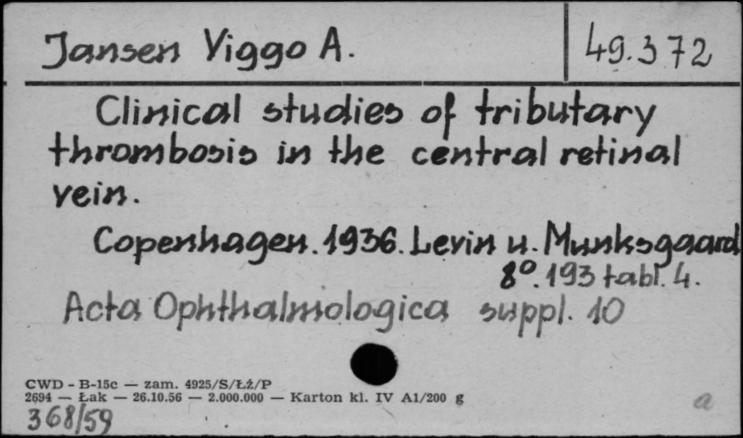 Jansen Viggo A.
49.372
Clinical studies of tributary
thrombosis in the central retinal
vein.
Copenhagen. 1936. Levin u. Munksgaard
8º. 193 tabl. 4.
Acta Ophthalmologica suppl. 10
CWD - B-15c — zam. 4925/S/Łź/P
2694 — Łak — 26.10.56 — 2.000.000 — Karton kl. IV A1/200 g
368/59
a